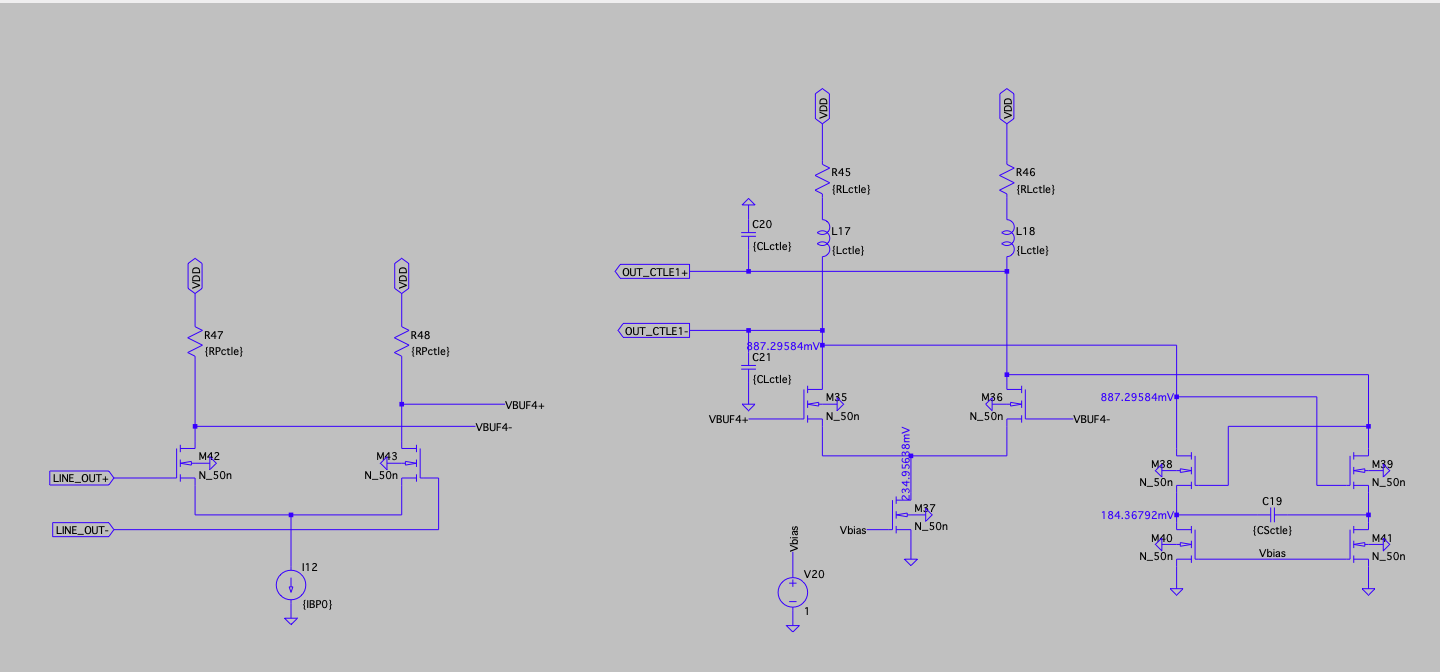 VDD
VDD
R45
{RLctle}
R46
{RLctle}
C20
{CLctle}
L17
{Lctle}
L18
{Lctle}
OUT_CTLE1+
VDD
VDD
OUT_CTLE1-
R47
{RPctle}
R48
{RPctle}
887.29584mV
C21
{CLctle}
887.29584mV
M35
N_50n
M36
N_50n
VBUF4+
VBUF4-
VBUF4+
VBUF4-
M42
N_50n
M43
N_50n
234.95638mV
M38
N_50n
M39
N_50n
LINE_OUT+
C19
{CSctle}
184.36792mV
M37
N_50n
Vbias
LINE_OUT-
Vbias
M40
N_50n
Vbias
M41
N_50n
I12
{IBP0}
V20
1